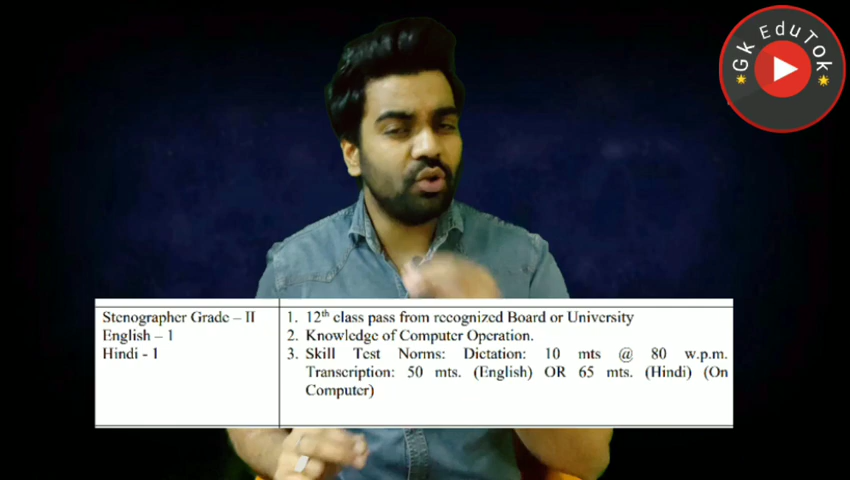 Gk EduTok
Stenographer Grade – II
English – 1
Hindi - 1
1. 12th class pass from recognized Board or University
2. Knowledge of Computer Operation.
3. Skill Test Norms: Dictation: 10 mts @ 80 w.p.m.
Transcription: 50 mts. (English) OR 65 mts. (Hindi) (On
Computer)